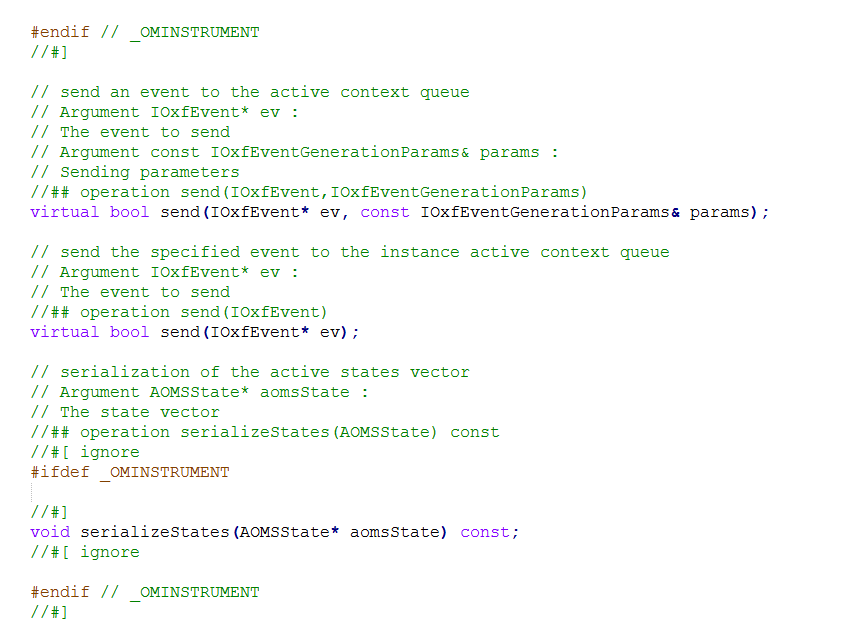 #endif // _OMINSTRUMENT
//#]
// send an event to the active context queue
// Argument IOxfEvent* ev :
// The event to send
// Argument const IOxfEventGenerationParams& params :
// Sending parameters
//## operation send(IOxfEvent,IOxfEventGenerationParams)
virtual bool send(IOxfEvent* ev, const IOxfEventGenerationParams& params);
// send the specified event to the instance active context queue
// Argument IOxfEvent* ev :
// The event to send
//## operation send(IOxfEvent)
virtual bool send(IOxfEvent* ev);
// serialization of the active states vector
// Argument AOMSState* aomsState :
// The state vector
//## operation serializeStates(AOMSState) const
//#[ ignore
#ifdef _OMINSTRUMENT
//#]
void serializeStates(AOMSState* aomsState) const;
//#[ ignore
#endif // _OMINSTRUMENT
//#]